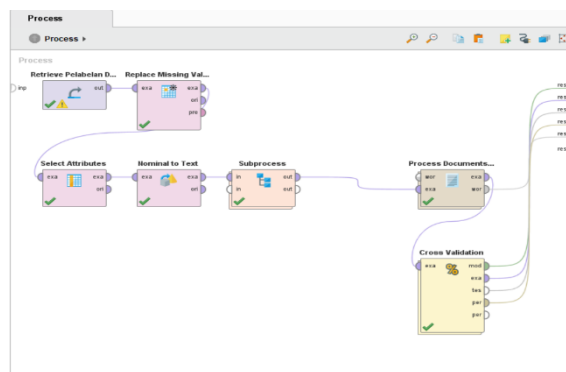 Process
Process
Process
Retrieve Pelabelan D...
Replace Missing Val...
inp
out
exa
exa
ori
pre
res
res
res
res
res
res
Select Attributes
Nominal to Text
Subprocess
Process Documents...
exa
exa
ori
exa
exa
ori
in
out
in
out
wor
exa
exa
wor
Cross Validation
exa
mod
exa
tes
per
per